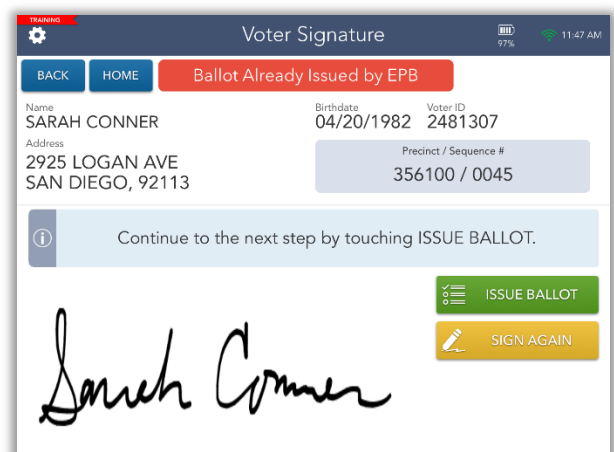 TRAINING
Voter Signature
97%
11:47 AM
BACK
HOME
Ballot Already Issued by EPB
Name
SARAH CONNER
Birthdate
04/20/1982
Voter ID
2481307
Address
2925 LOGAN AVE
SAN DIEGO, 92113
Precinct / Sequence #
356100 / 0045
Continue to the next step by touching ISSUE BALLOT.
ISSUE BALLOT
SIGN AGAIN
Sarah Conner